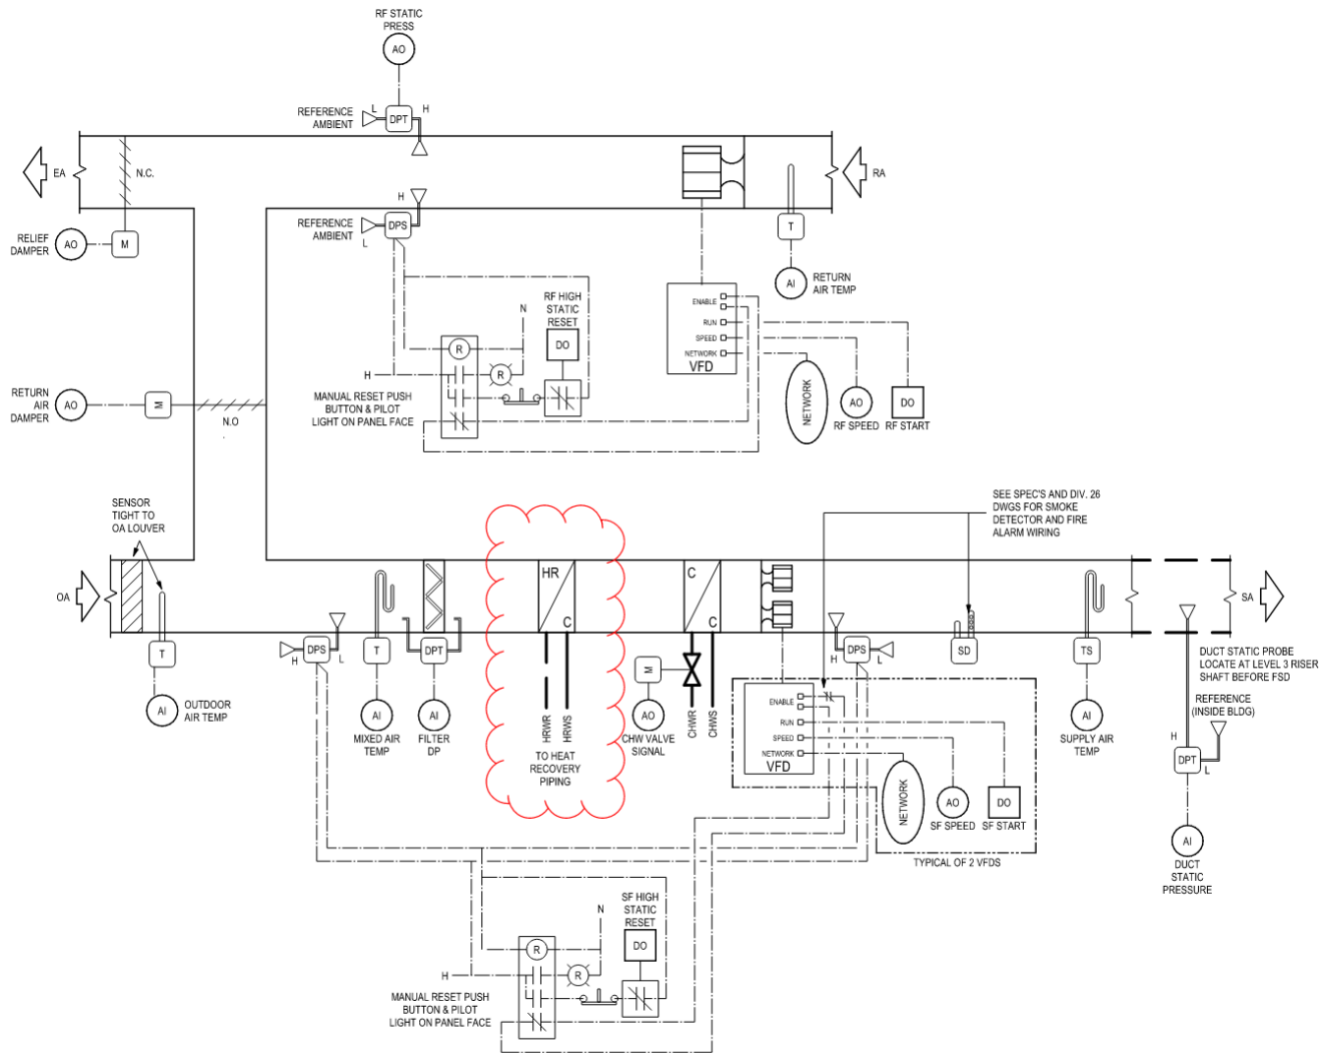 RF STATIC
PRESS
AO
L
H
REFERENCE
AMBIENT
DPT
EA
N.C.
RA
H
REFERENCE
AMBIENT
DPS
L
T
RELIEF
DAMPER
AO
M
AI
RETURN
AIR TEMP
RF HIGH
STATIC
RESET
N
DO
ENABLE
RUN
SPEED
NETWORK
VFD
R
H
R
MANUAL RESET PUSH
BUTTON & PILOT
LIGHT ON PANEL FACE
NETWORK
AO
RF SPEED
DO
RF START
RETURN
AIR
DAMPER
AO
M
N.O
.
SENSOR
TIGHT TO
OA LOUVER
SEE SPEC'S AND DIV. 26
DWGS FOR SMOKE
DETECTOR AND FIRE
ALARM WIRING
OA
HR
C
C
C
SA
T
H
DPS
L
T
DPT
M
H
DPS
L
SD
TS
DUCT STATIC PROBE
LOCATE AT LEVEL 3 RISER
SHAFT BEFORE FSD
AI
OUTDOOR
AIR TEMP
AI
MIXED AIR
TEMP
AI
FILTER
DP
HRWR
HRWS
TO HEAT
RECOVERY
PIPING
AO
CHW VALVE
SIGNAL
CHWR
CHWS
ENABLE
RUN
SPEED
NETWORK
VFD
AI
SUPPLY AIR
TEMP
REFERENCE
(INSIDE BLDG)
H
DPT
L
NETWORK
AO
SF SPEED
DO
SF START
TYPICAL OF 2 VFDS
AI
DUCT
STATIC
PRESSURE
SF HIGH
STATIC
RESET
N
DO
R
H
R
MANUAL RESET PUSH
BUTTON & PILOT
LIGHT ON PANEL FACE